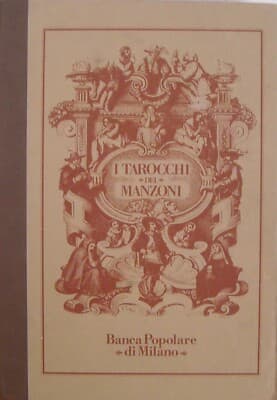 I TAROCCHI
DEI
MANZONI
Banca Popolare
di Milano